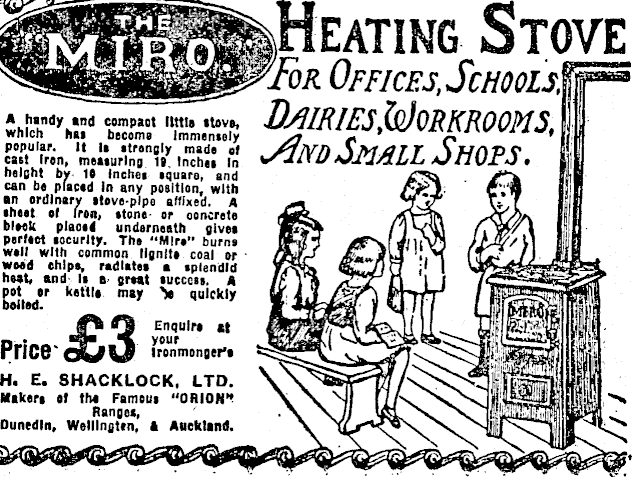 THE
"MIRO."
HEATING STOVE
FOR OFFICES, SCHOOLS,
DAIRIES, WORKROOMS,
AND SMALL SHOPS.
A handy and compact little stove,
which has become immensely
popular. It is strongly made of
cast iron, measuring 19 inches in
height by 10 inches square, and
can be placed in any position, with
an ordinary stove-pipe affixed. A
sheet of iron, stone or concrete
block placed underneath gives
perfect security. The "Miro" burns
well with common lignite coal or
wood chips, radiates a splendid
heat, and is a great success. A
pot or kettle may be quickly
boiled.
Price £3
Enquire at
your
Ironmonger's
H. E. SHACKLOCK, LTD.
Makers of the Famous "ORION"
Ranges,
Dunedin, Wellington, & Auckland.
MIRO